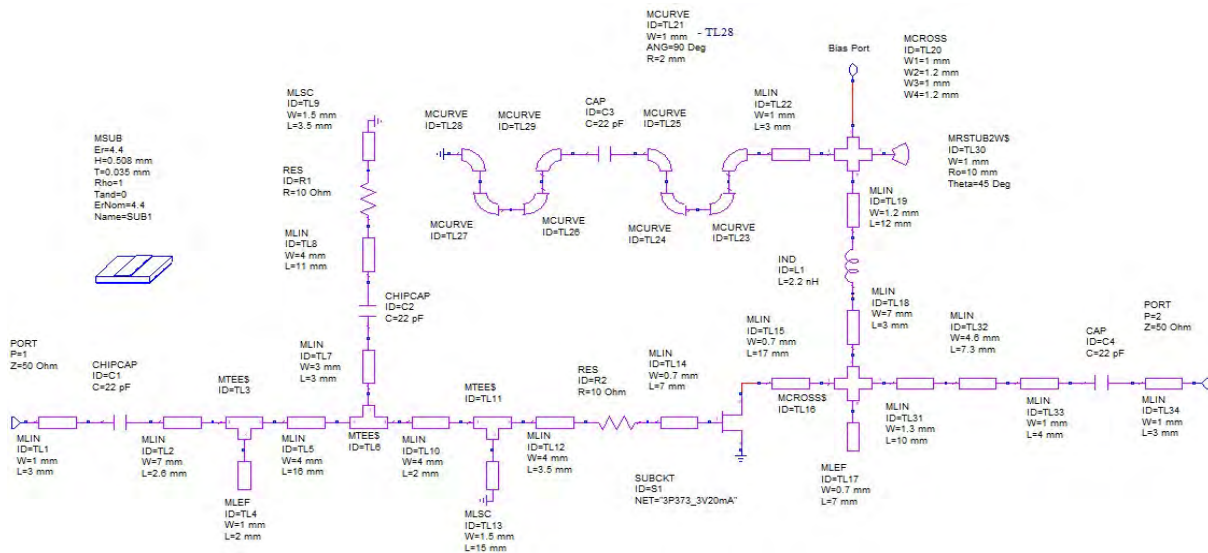 MCURVE
ID=TL21
W=1 mm
ANG=90 Deg
R=2 mm
- TL28
Bias Port
MCROSS
ID=TL20
W1=1 mm
W2=1.2 mm
W3=1 mm
W4=1.2 mm
MSUB
Er=4.4
H=0.508 mm
T=0.035 mm
Rho=1
Tand=0
ErNom=4.4
Name=SUB1
MLSC
ID=TL9
W=1.5 mm
L=3.5 mm
MCURVE
ID=TL28
MCURVE
ID=TL29
CAP
ID=C3
C=22 pF
MCURVE
ID=TL25
MLIN
ID=TL22
W=1 mm
L=3 mm
MRSTUB2W$
ID=TL30
W=1 mm
Ro=10 mm
Theta=45 Deg
RES
ID=R1
R=10 Ohm
MCURVE
ID=TL27
MCURVE
ID=TL26
MCURVE
ID=TL24
MCURVE
ID=TL23
MLIN
ID=TL19
W=1.2 mm
L=12 mm
MLIN
ID=TL8
W=4 mm
L=11 mm
IND
ID=L1
L=2.2 nH
CHIPCAP
ID=C2
C=22 pF
MLIN
ID=TL18
W=7 mm
L=3 mm
PORT
P=1
Z=50 Ohm
CHIPCAP
ID=C1
C=22 pF
MTEE$
ID=TL3
MLIN
ID=TL7
W=3 mm
L=3 mm
MTEE$
ID=TL11
MLIN
ID=TL14
W=0.7 mm
L=7 mm
RES
ID=R2
R=10 Ohm
MLIN
ID=TL15
W=0.7 mm
L=17 mm
MLIN
ID=TL32
W=4.6 mm
L=7.3 mm
CAP
ID=C4
C=22 pF
PORT
P=2
Z=50 Ohm
MCROSS$
ID=TL16
MLIN
ID=TL31
W=1.3 mm
L=10 mm
MLIN
ID=TL33
W=1 mm
L=4 mm
MLIN
ID=TL34
W=1 mm
L=3 mm
MLIN
ID=TL1
W=1 mm
L=3 mm
MLIN
ID=TL2
W=7 mm
L=2.6 mm
MLIN
ID=TL5
W=4 mm
L=16 mm
MTEE$
ID=TL6
MLIN
ID=TL10
W=4 mm
L=2 mm
MLIN
ID=TL12
W=4 mm
L=3.5 mm
MLEF
ID=TL4
W=1 mm
L=2 mm
MLSC
ID=TL13
W=1.5 mm
L=15 mm
SUBCKT
ID=S1
NET="3P373_3V20mA"
MLEF
ID=TL17
W=0.7 mm
L=7 mm